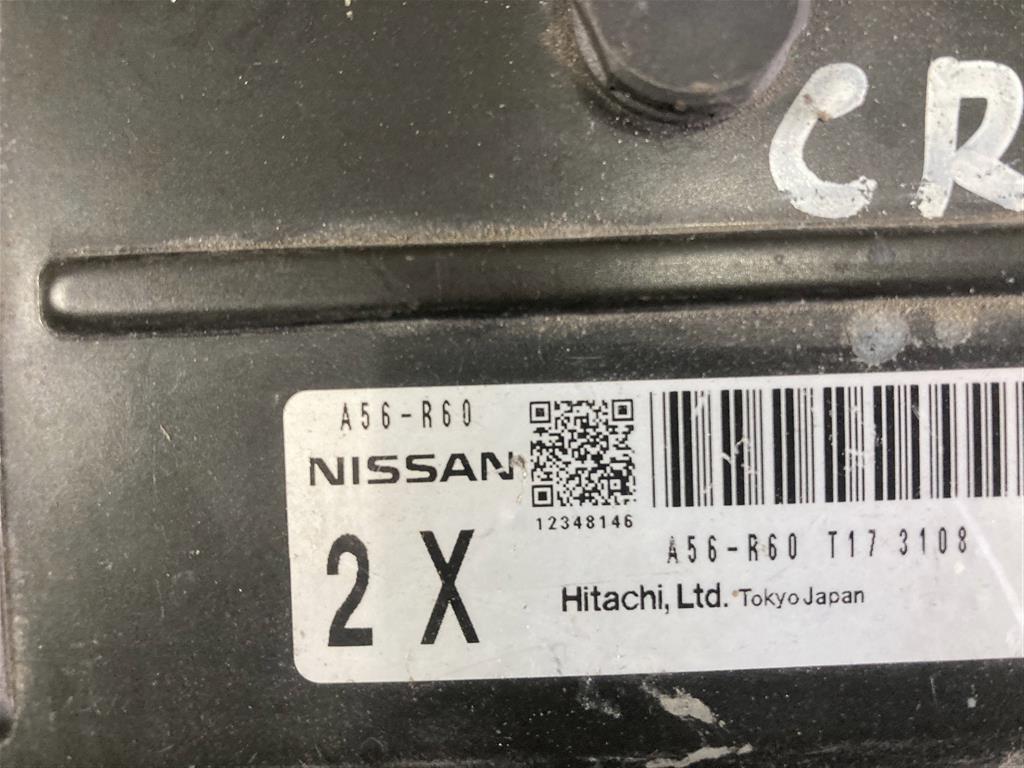 CR
A56-R60
NISSAN
12348146
2 X
A56-R60 T17 3108
Hitachi, Ltd. Tokyo Japan